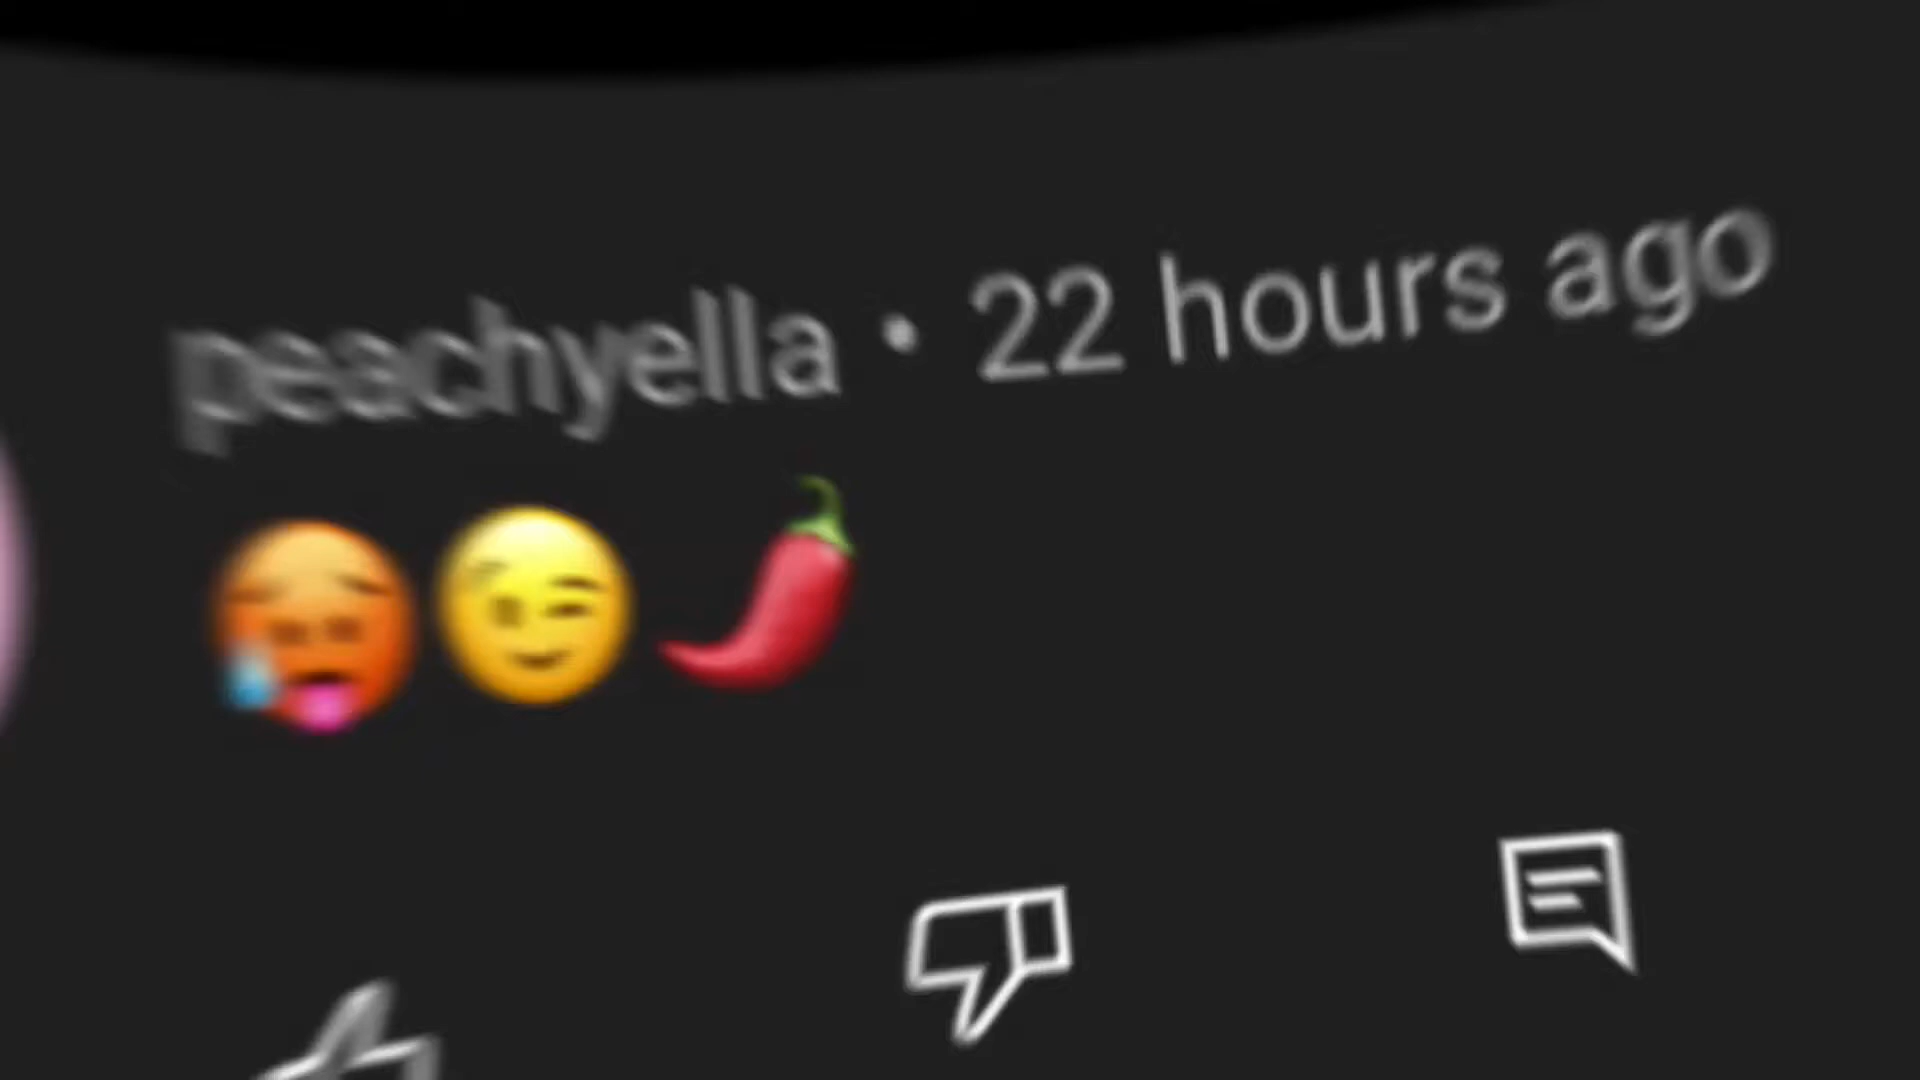 peachyella • 22 hours ago
🥵😉🌶️